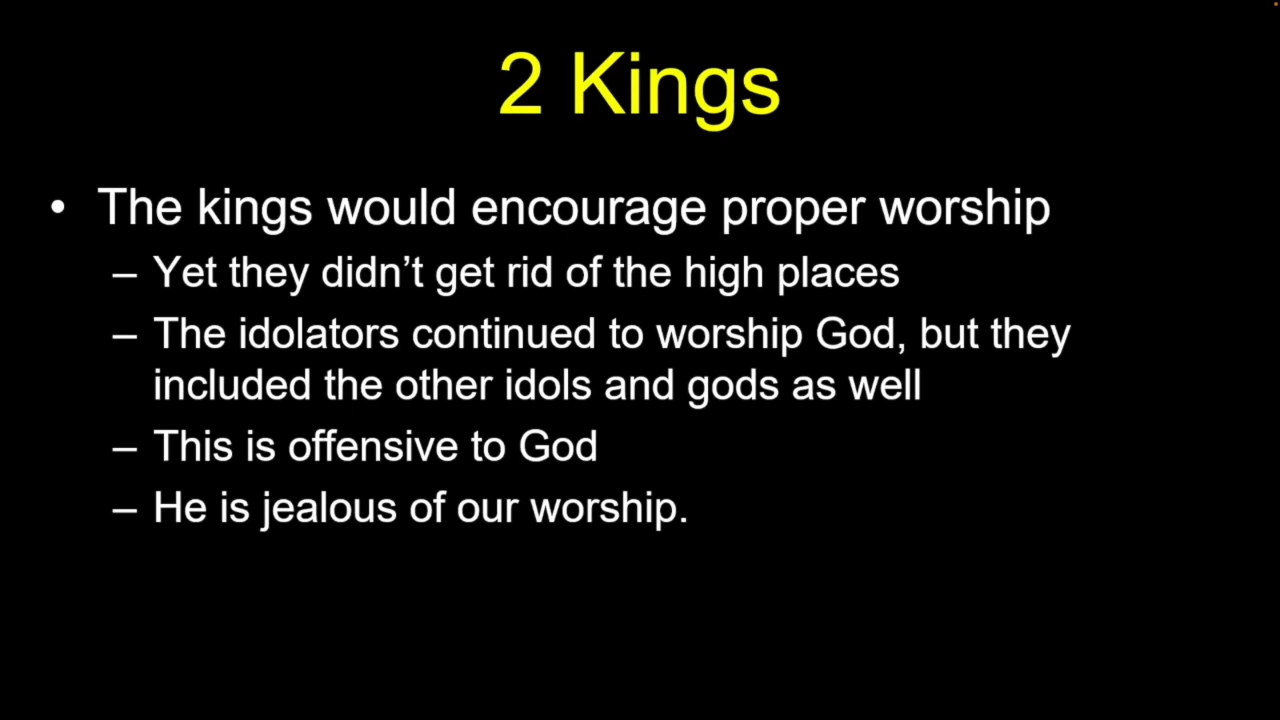 2 Kings
• The kings would encourage proper worship
– Yet they didn’t get rid of the high places
– The idolators continued to worship God, but they
included the other idols and gods as well
– This is offensive to God
– He is jealous of our worship.